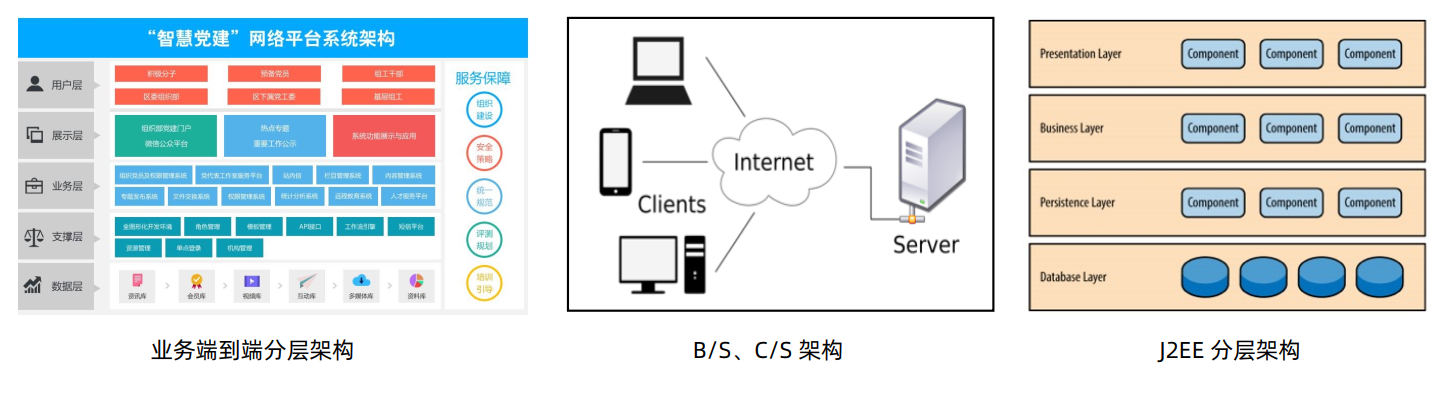 “智慧党建”网络平台系统架构
用户层
积极分子
预备党员
组工干部
区委组织部
区下属党工委
基层组工
展示层
组织部党建门户
微信公众平台
热点专题
重要工作公示
系统功能展示与应用
业务层
组织党员及权限管理系统
党代表工作室服务平台
站内信
栏目管理系统
内容管理系统
专题发布系统
文件交换系统
权限管理系统
统计分析系统
远程教育系统
人才服务平台
支撑层
全图形化开发环境
角色管理
模板管理
API接口
工作流引擎
短信平台
资源管理
单点登录
机构管理
数据层
资讯库
会员库
视频库
互动库
多媒体库
资料库
服务保障
组织
建设
安全
策略
统一
规范
评测
规划
培训
引导
业务端到端分层架构
Internet
Clients
Server
B/S、C/S 架构
Presentation Layer
Component
Component
Component
Business Layer
Component
Component
Component
Persistence Layer
Component
Component
Component
Database Layer
J2EE 分层架构